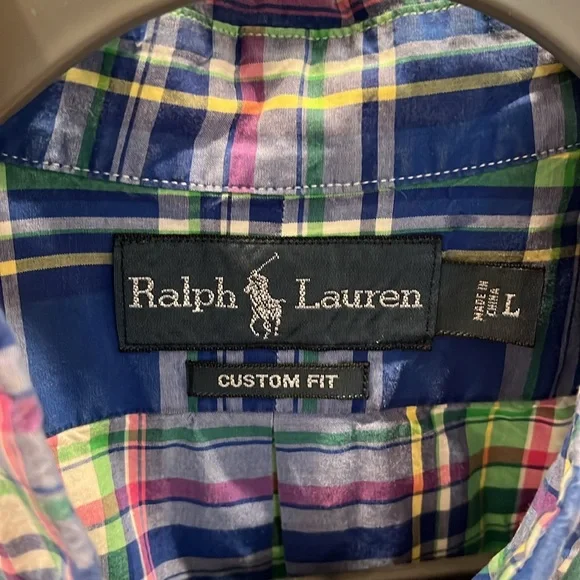 Ralph Lauren
MADE IN
CHINA
L
CUSTOM FIT